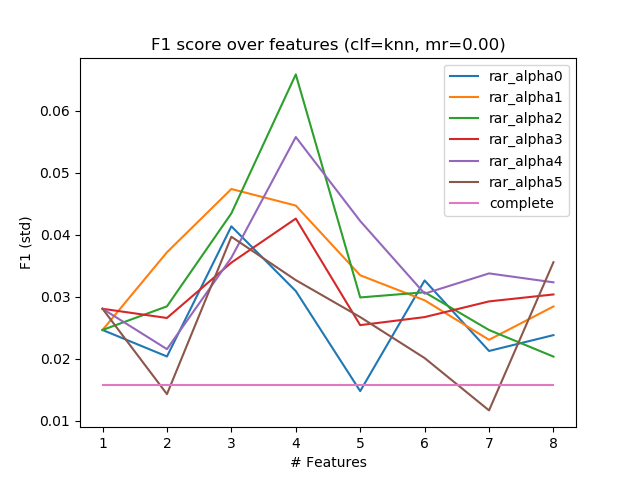 F1 score over features (clf=knn, mr=0.00)
rar_alpha0
rar_alpha1
rar_alpha2
rar_alpha3
rar_alpha4
rar_alpha5
complete
F1 (std)
0.06
0.05
0.04
0.03
0.02
0.01
1 2 3 4 5 6 7 8
# Features